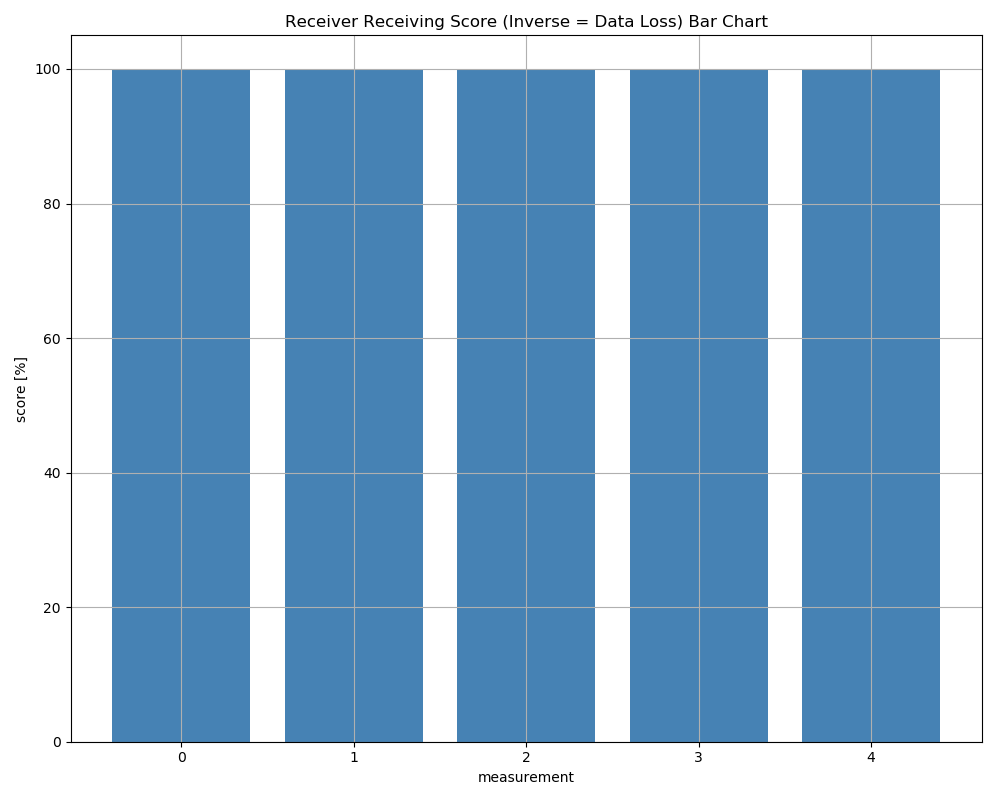 Receiver Receiving Score (Inverse = Data Loss) Bar Chart
100
80
60
40
20
0
score [%]
0 1 2 3 4
measurement